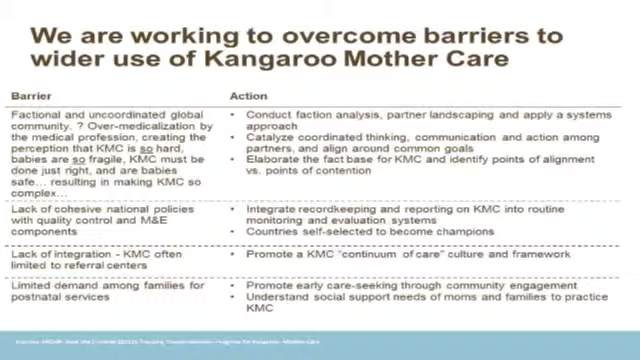 We are working to overcome barriers to
wider use of Kangaroo Mother Care
Barrier
Action
Factional and uncoordinated global
community, ? Over-medicalization by
the medical profession, creating the
perception that KMC is so hard,
babies are so fragile, KMC must be
done just right, and are babies
safe… resulting in making KMC so
complex…
• Conduct faction analysis, partner landscaping and apply a systems
approach
• Catalyze coordinated thinking, communication and action among
partners, and align around common goals
• Elaborate the fact base for KMC and identify points of alignment
vs. points of contention
Lack of cohesive national policies
with quality control and M&E
components
• Integrate recordkeeping and reporting on KMC into routine
monitoring and evaluation systems
• Countries self-selected to become champions
Lack of integration - KMC often
limited to referral centers
• Promote a KMC "continuum of care" culture and framework
Limited demand among families for
postnatal services
• Promote early care-seeking through community engagement
• Understand social support needs of moms and families to practice
KMC
Kangaroo Mother Care